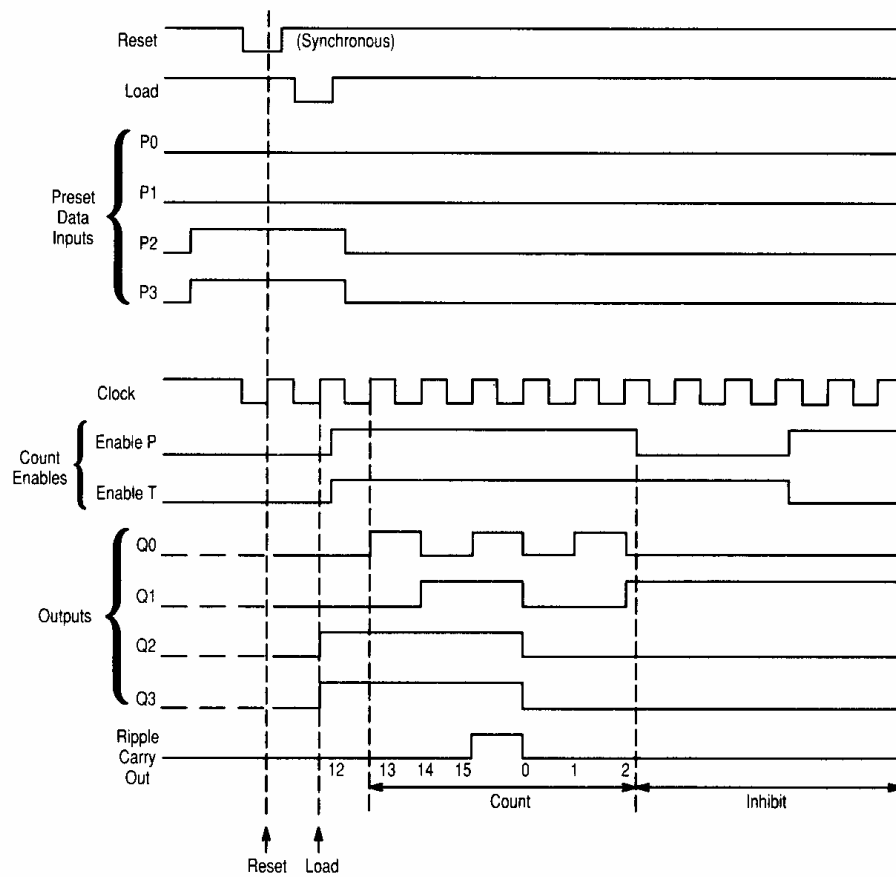 Reset
(Synchronous)
Load
P0
P1
Preset
Data
Inputs
P2
P3
Clock
Enable P
Count
Enables
Enable T
Q0
Q1
Outputs
Q2
Q3
Ripple
Carry
Out
12 13 14 15 0 1 2
Count
Inhibit
Reset
Load